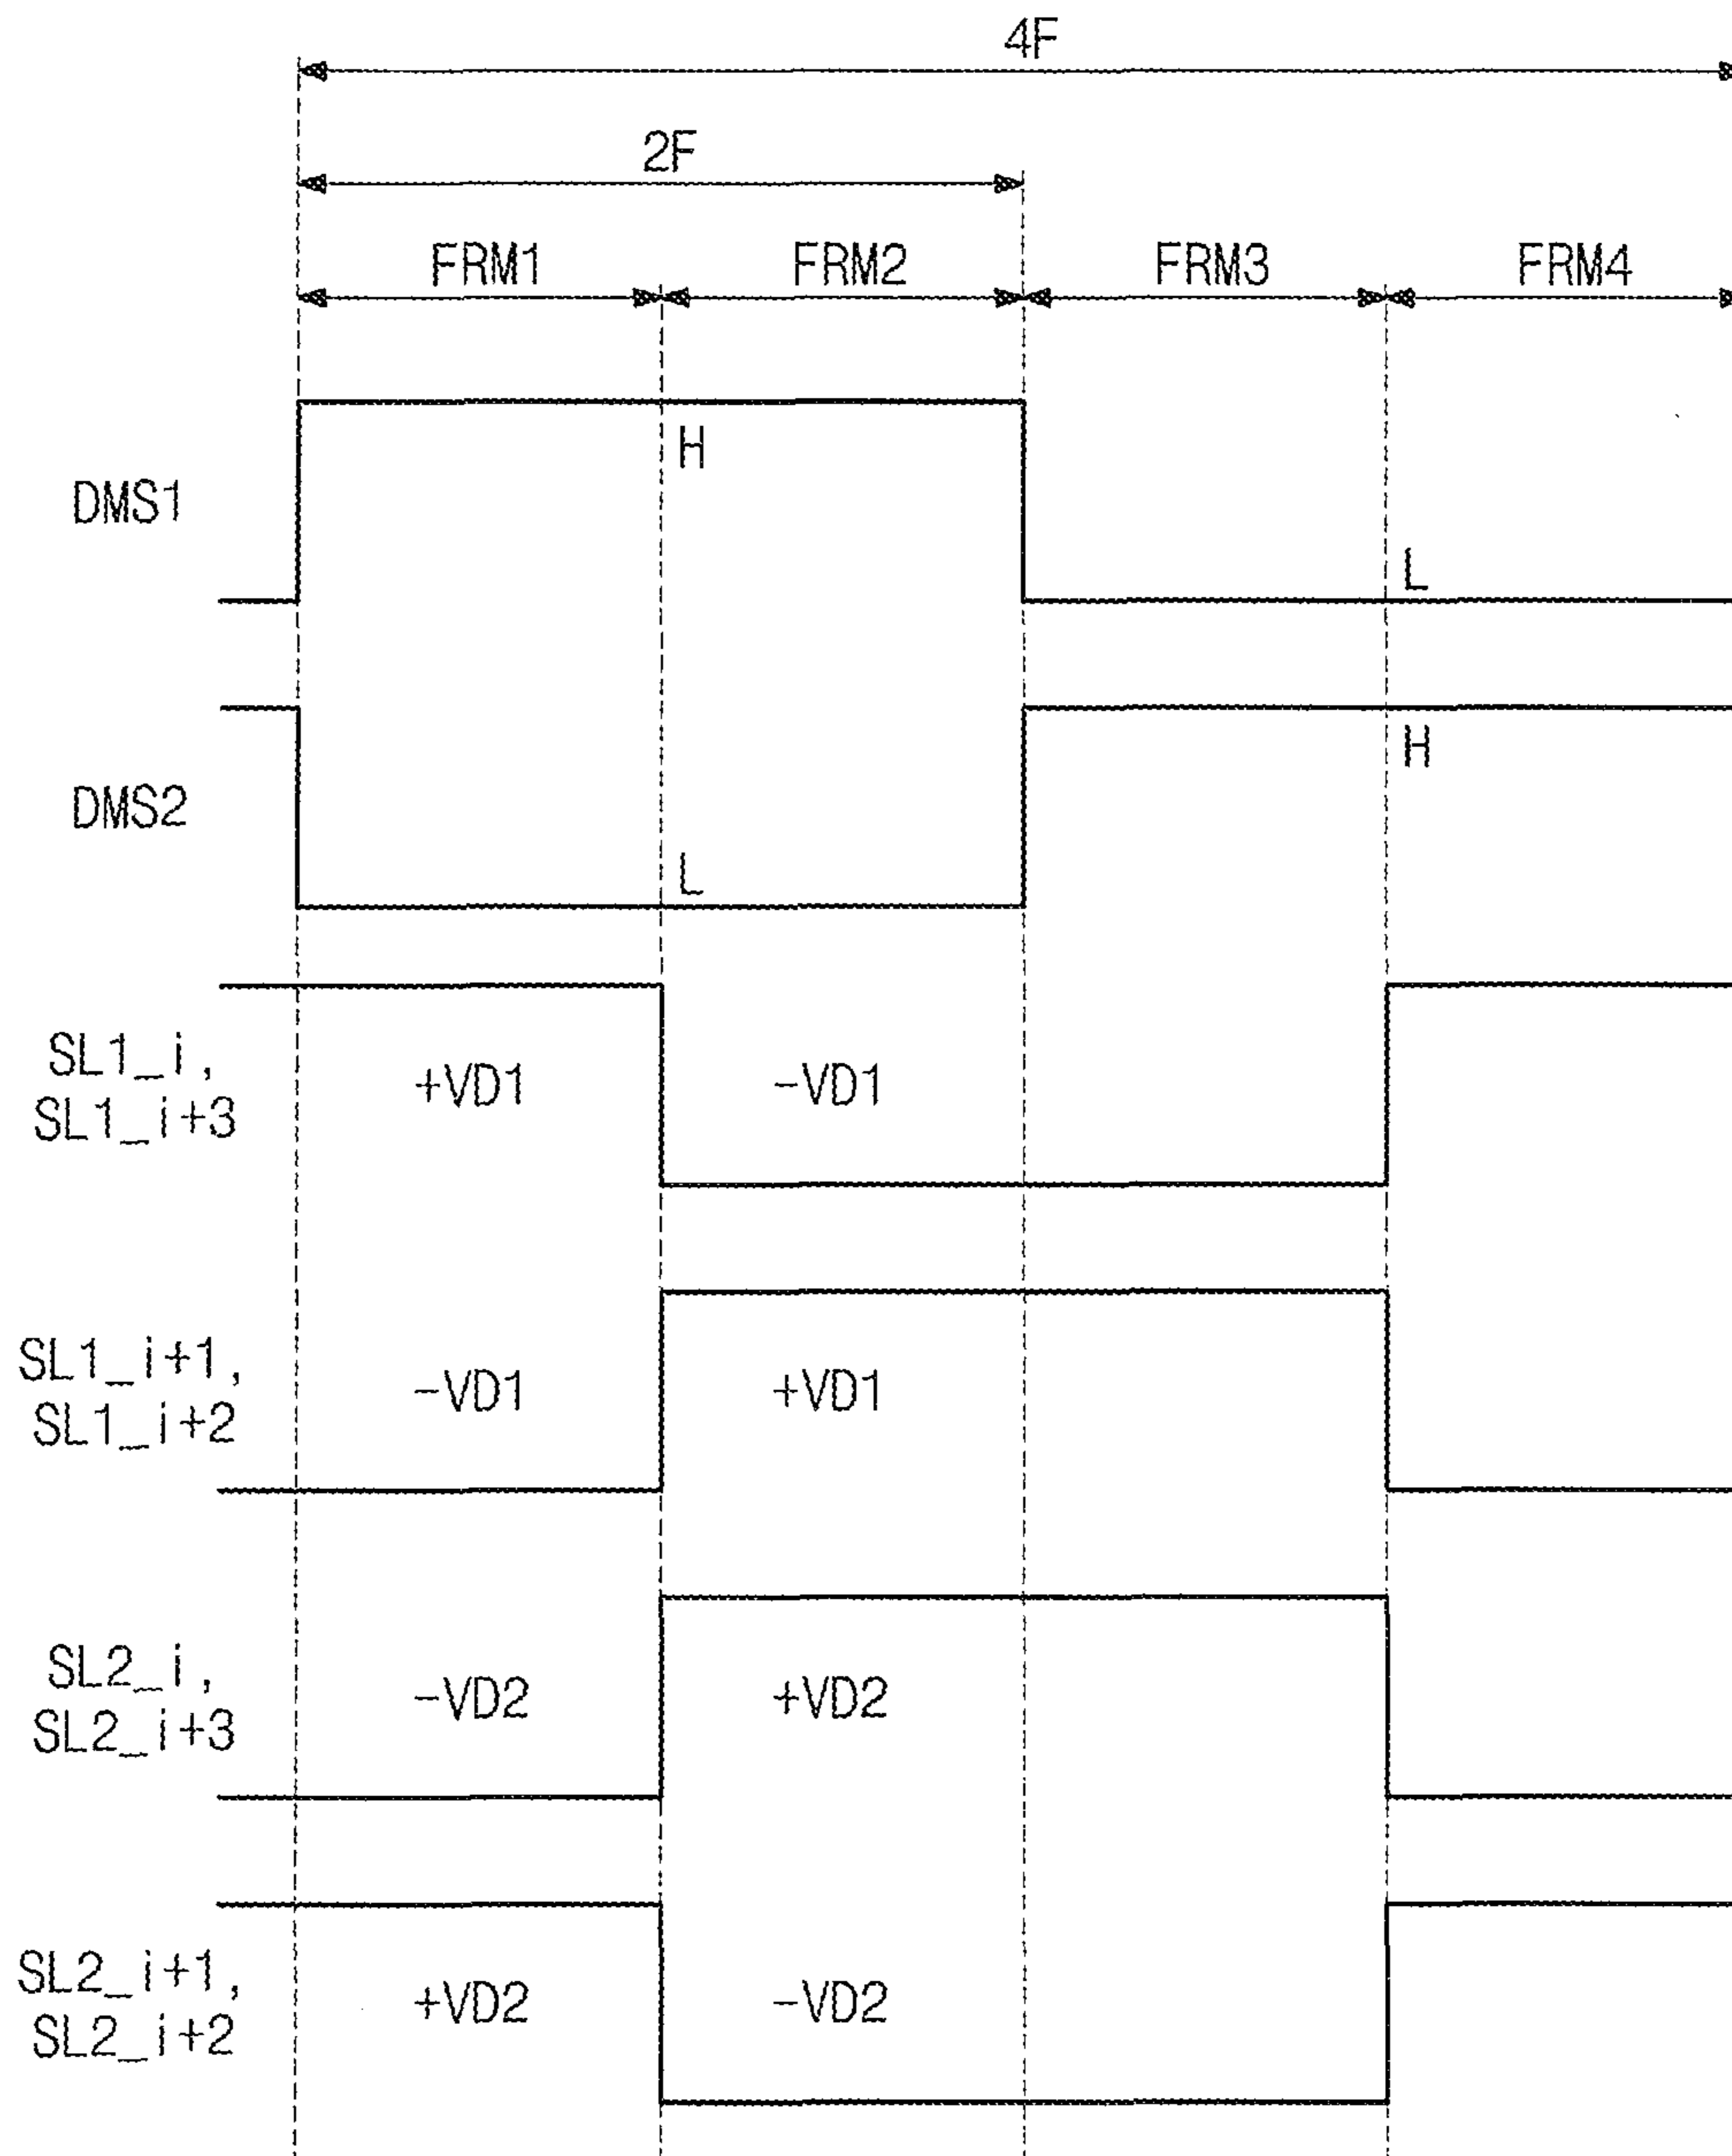 4F
2F
FRM1 FRM2 FRM3 FRM4
H
DMS1
L
H
DMS2
L
SL1_i,
SL1_i+3
+VD1 -VD1
SL1_i+1,
SL1_i+2
-VD1 +VD1
SL2_i,
SL2_i+3
-VD2 +VD2
SL2_i+1,
SL2_i+2
+VD2 -VD2